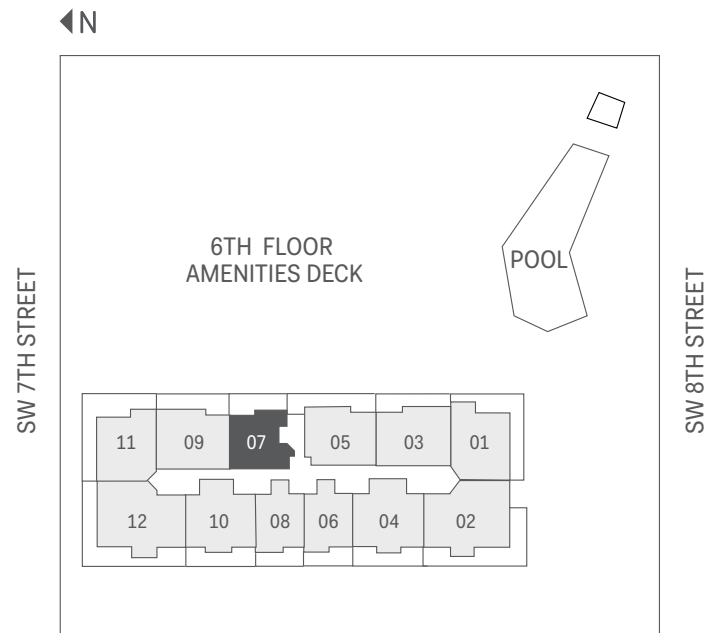 N
6TH FLOOR
AMENITIES DECK
POOL
SW 7TH STREET
SW 8TH STREET
11 09 07 05 03 01
12 10 08 06 04 02